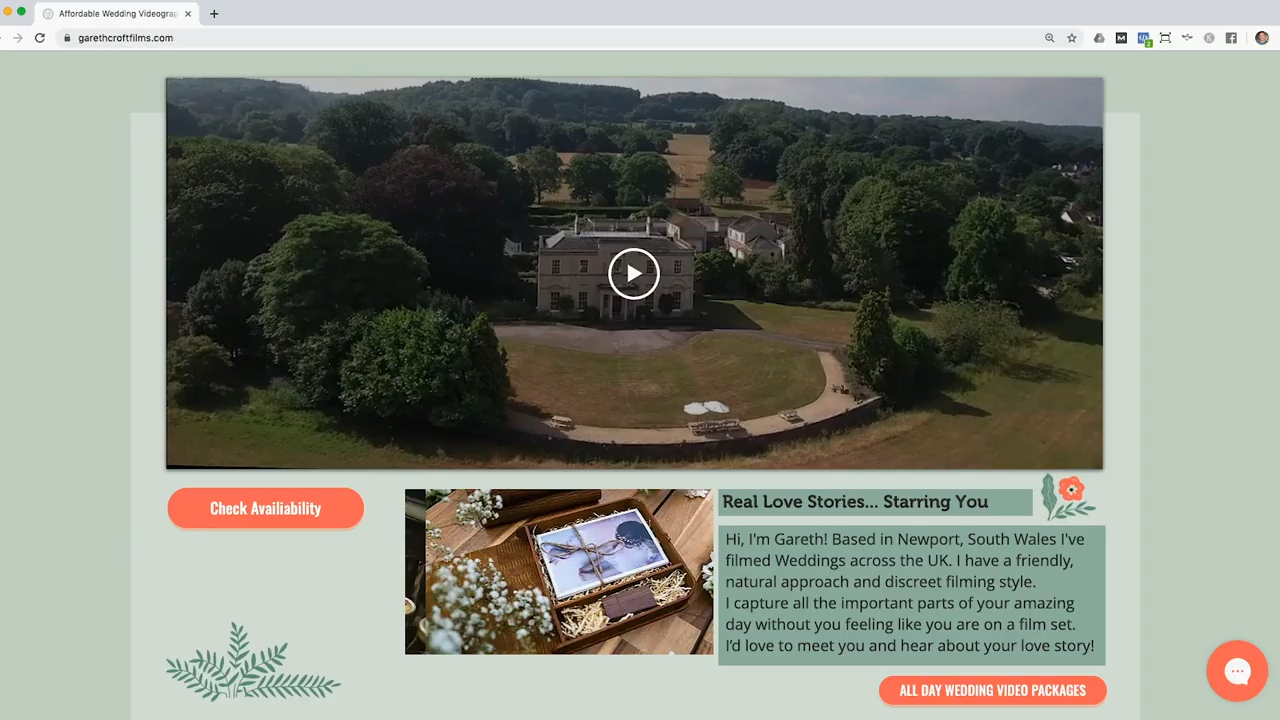 Affordable Wedding Videograp
garethcroftfilms.com
2
Check Availiability
Real Love Stories... Starring You
Hi, I'm Gareth! Based in Newport, South Wales I've
filmed Weddings across the UK. I have a friendly,
natural approach and discreet filming style.
I capture all the important parts of your amazing
day without you feeling like you are on a film set.
I'd love to meet you and hear about your love story!
ALL DAY WEDDING VIDEO PACKAGES